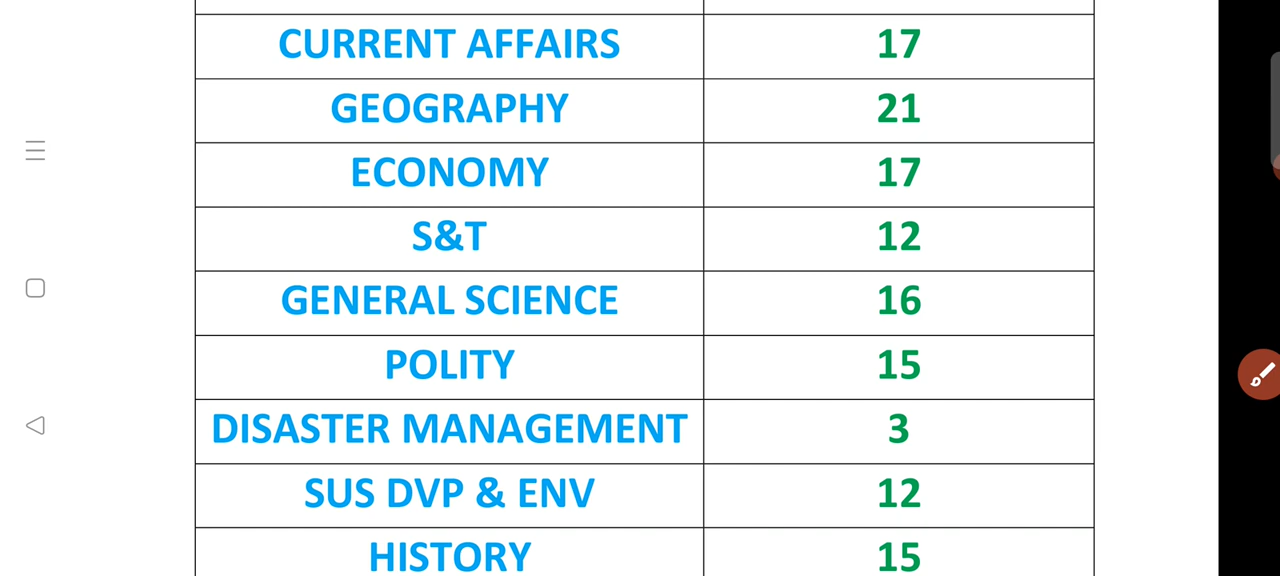 CURRENT AFFAIRS 17
GEOGRAPHY 21
ECONOMY 17
S&T 12
GENERAL SCIENCE 16
POLITY 15
DISASTER MANAGEMENT 3
SUS DVP & ENV 12
HISTORY 15